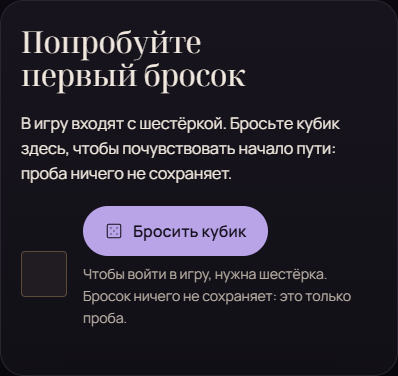 Попробуйте
первый бросок
В игру входят с шестёркой. Бросьте кубик
здесь, чтобы почувствовать начало пути:
проба ничего не сохраняет.
Бросить кубик
Чтобы войти в игру, нужна шестёрка.
Бросок ничего не сохраняет: это только
проба.